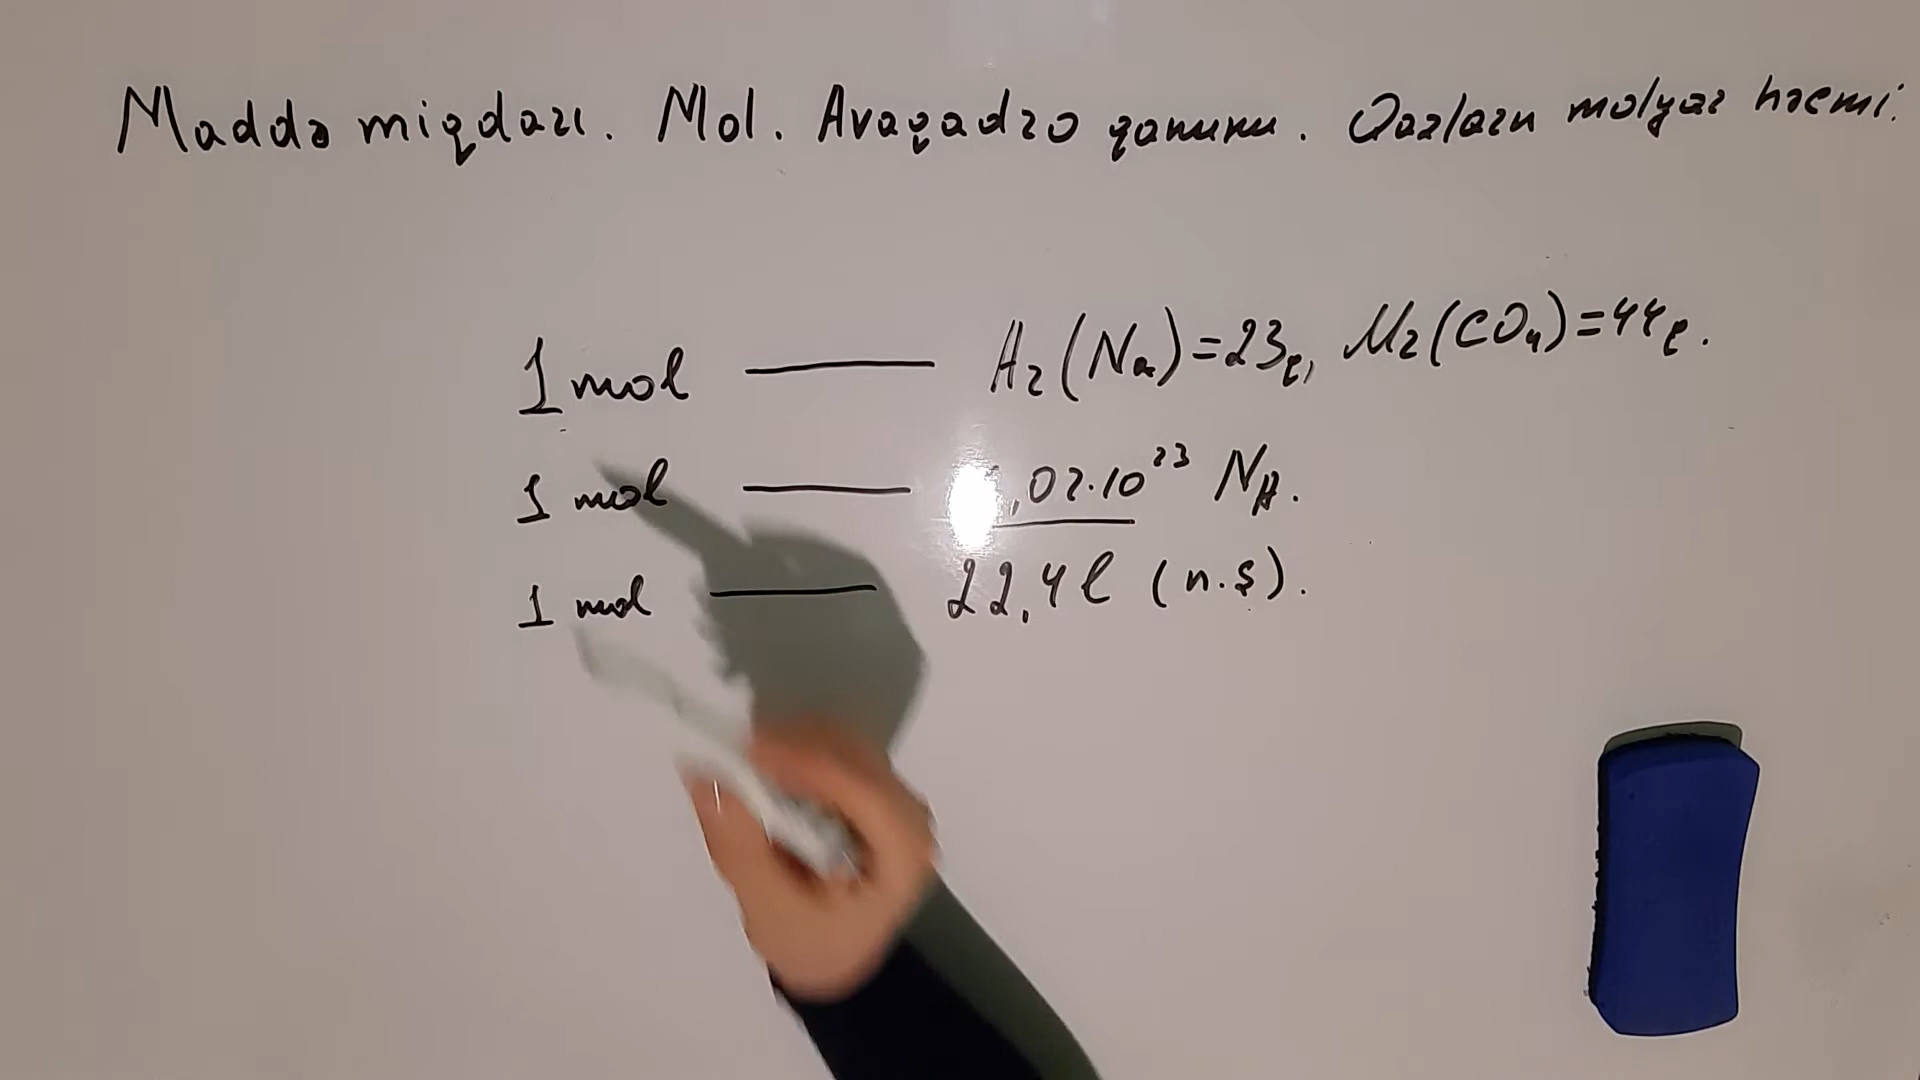 Maddə miqdarı. Mol. Avaqadro qanunu. Qazların molyar həcmi.
1 mol — Ar(Na)=23q, Mr(CO₄)=44q.
1 mol — ,02·10²³ NA.
1 mol — 22,4 l (n.ş).